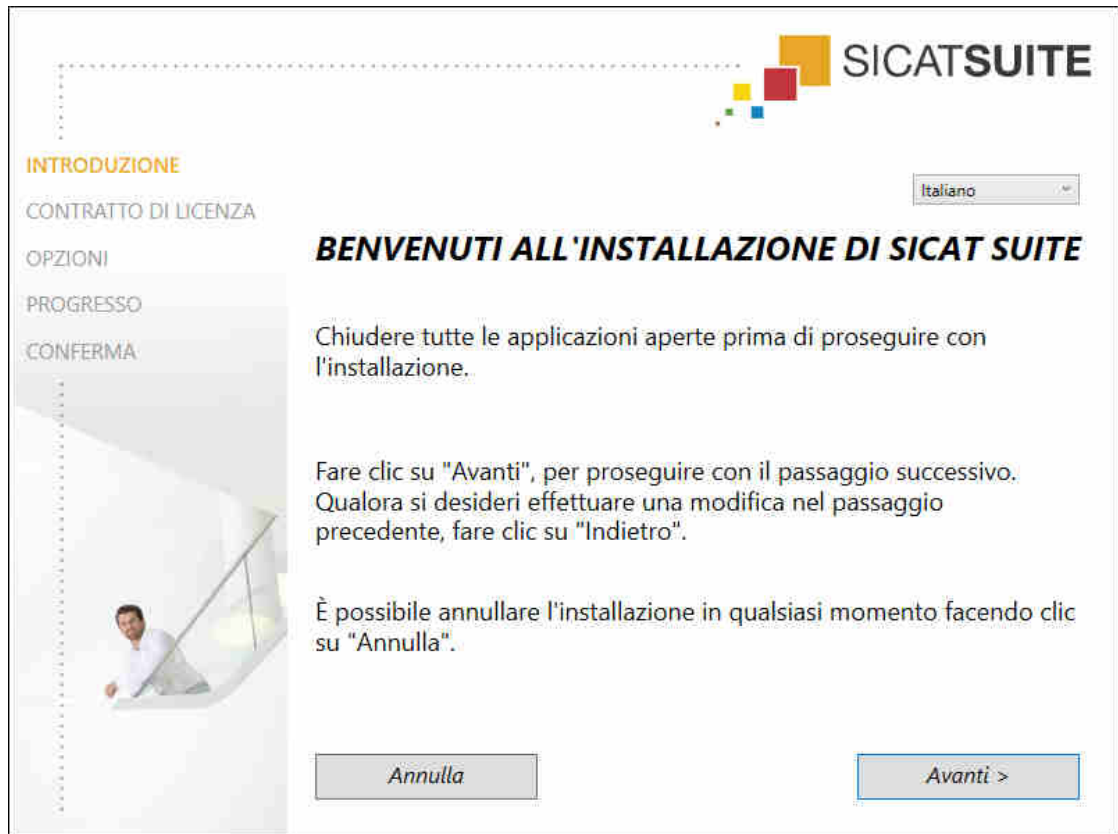 SICATSUITE
INTRODUZIONE
CONTRATTO DI LICENZA
OPZIONI
PROGRESSO
CONFERMA
Italiano
BENVENUTI ALL'INSTALLAZIONE DI SICAT SUITE
Chiudere tutte le applicazioni aperte prima di proseguire con
l'installazione.
Fare clic su "Avanti", per proseguire con il passaggio successivo.
Qualora si desideri effettuare una modifica nel passaggio
precedente, fare clic su "Indietro".
È possibile annullare l'installazione in qualsiasi momento facendo clic
su "Annulla".
Annulla
Avanti >